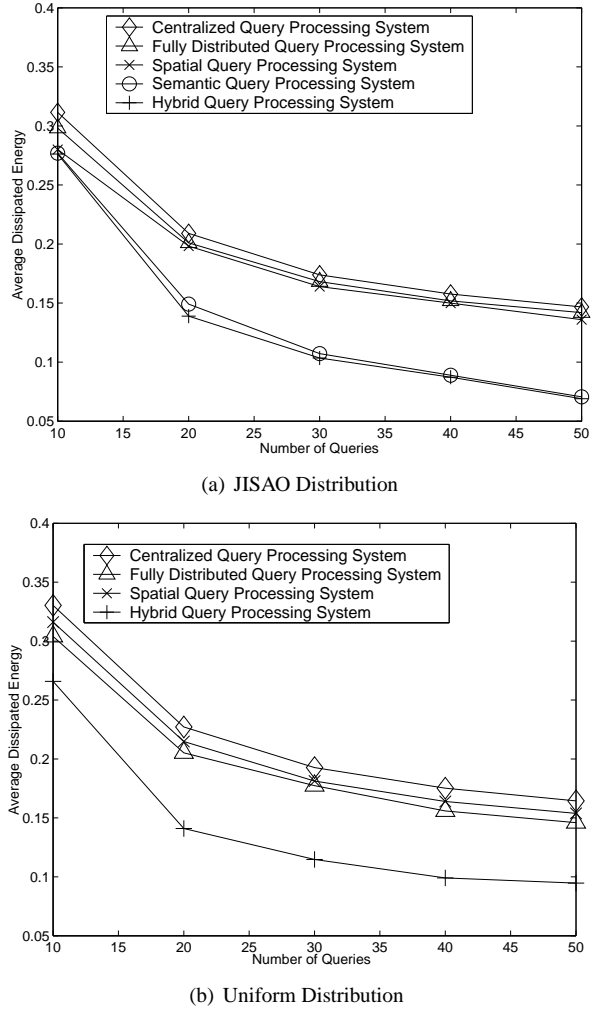 0.4
Centralized Query Processing System
Fully Distributed Query Processing System
Spatial Query Processing System
Semantic Query Processing System
Hybrid Query Processing System
0.35
0.3
0.25
0.2
0.15
0.1
0.05
Average Dissipated Energy
10 15 20 25 30 35 40 45 50
Number of Queries
(a) JISAO Distribution
0.4
Centralized Query Processing System
Fully Distributed Query Processing System
Spatial Query Processing System
Hybrid Query Processing System
0.35
0.3
0.25
0.2
0.15
0.1
0.05
Average Dissipated Energy
10 15 20 25 30 35 40 45 50
Number of Queries
(b) Uniform Distribution